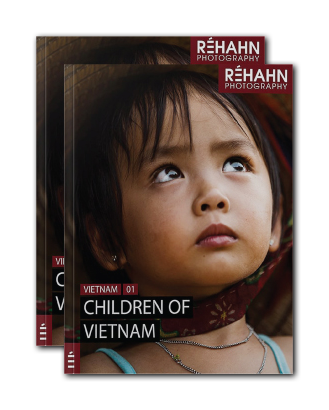 RÉHAHN
PHOTOGRAPHY
RÉHAHN
PHOTOGRAPHY
VIETNAM 01
CHILDREN OF
VIETNAM